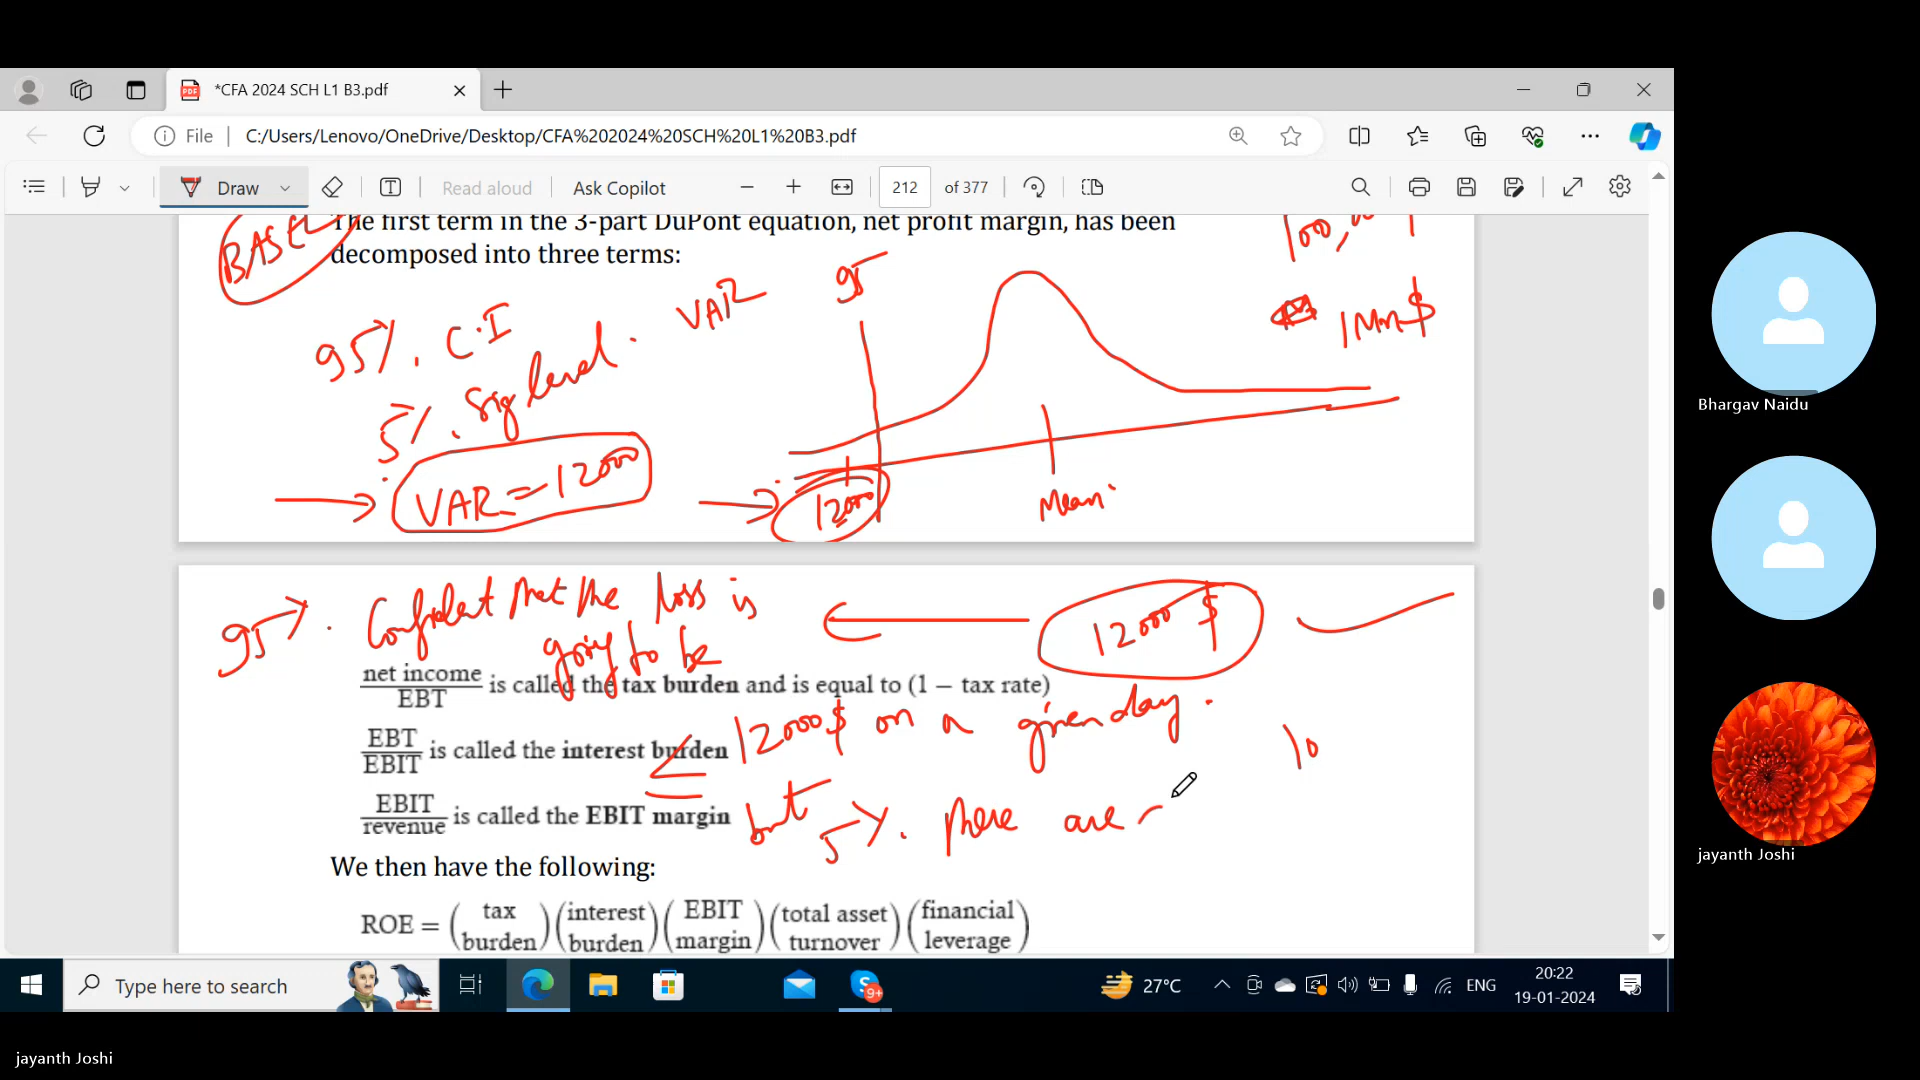 *CFA 2024 SCH L1 B3.pdf
File
C:/Users/Lenovo/OneDrive/Desktop/CFA%202024%20SCH%20L1%20B3.pdf
Draw
Read aloud
Ask Copilot
212
of 377
The first term in the 3-part DuPont equation, net profit margin, has been
decomposed into three terms:
BASEL
95
1 Mn $
95%. C.I
VAR
5%. Sig level.
VAR = 12000
12000
Mean
95%. Confident that the loss is
12000 $
going to be
net income
EBT
is called the tax burden and is equal to (1 − tax rate)
≤ 12000$ on a given day.
EBT
EBIT
is called the interest burden
10
EBIT
revenue
is called the EBIT margin
but 5%. there are
We then have the following:
ROE = (tax burden)(interest burden)(EBIT margin)(total asset turnover)(financial leverage)
Bhargav Naidu
jayanth Joshi
Type here to search
9+
27°C
ENG
20:22
19-01-2024
jayanth Joshi